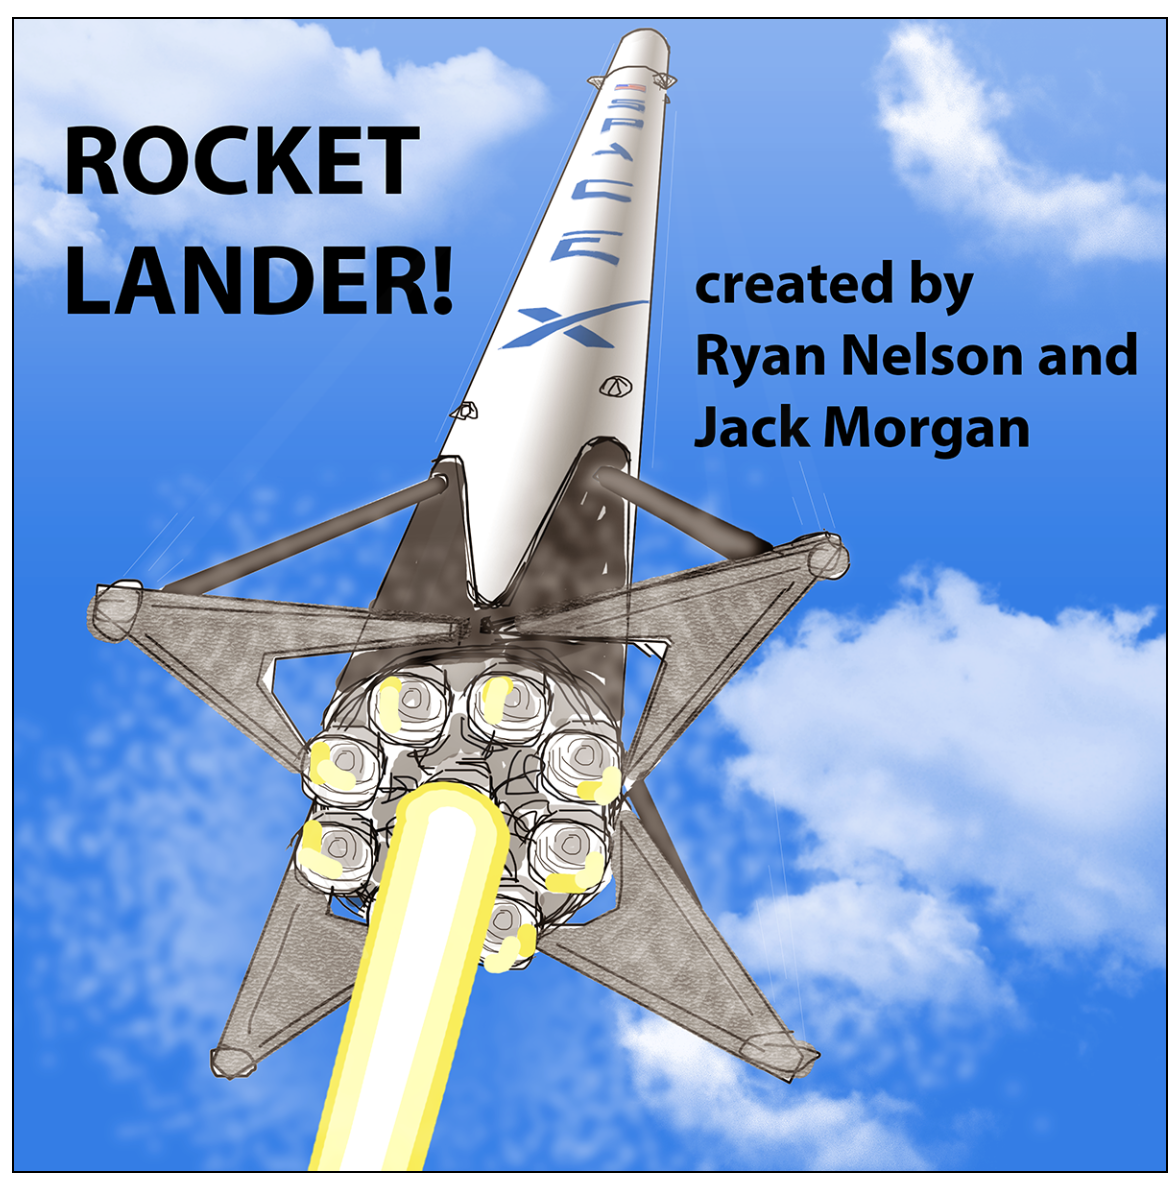 ROCKET
LANDER!
SPACE X
created by
Ryan Nelson and
Jack Morgan